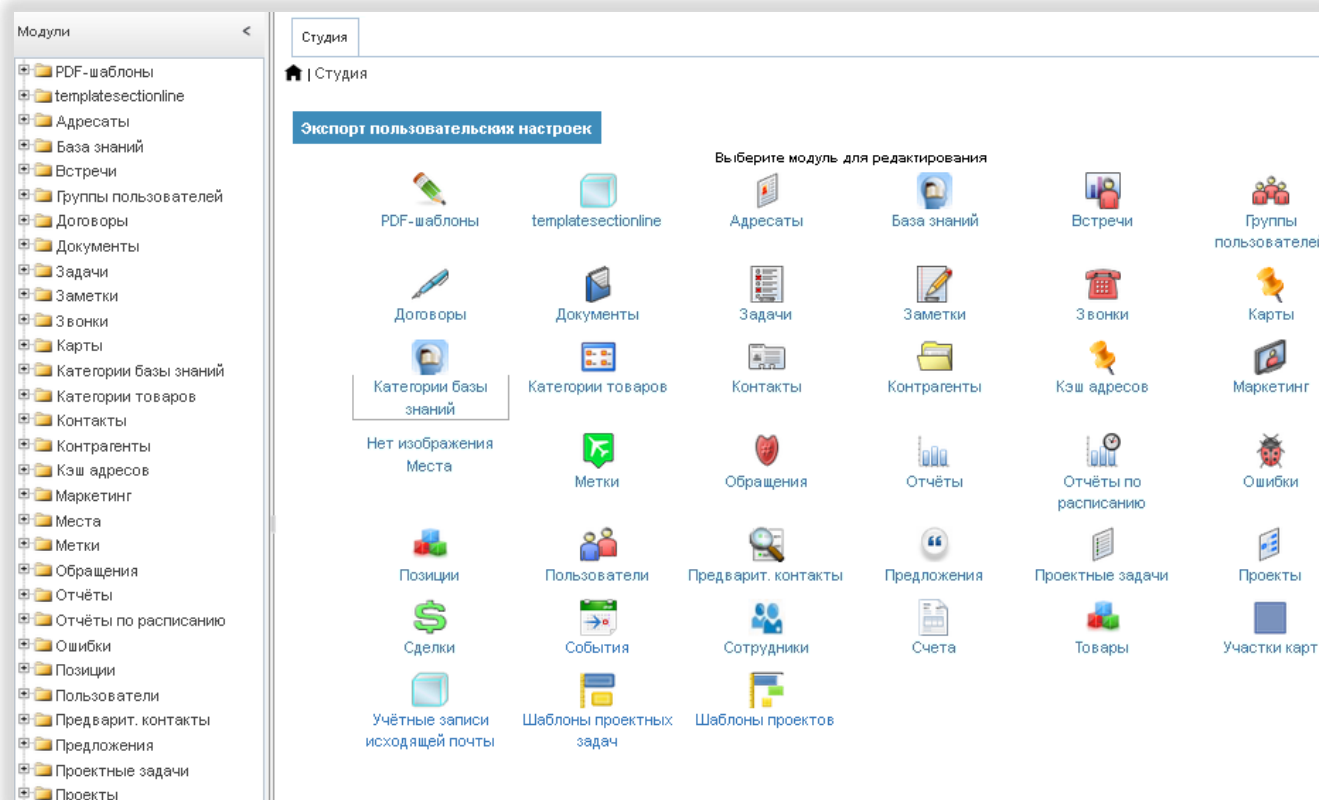 Модули <
PDF-шаблоны
templatesectionline
Адресаты
База знаний
Встречи
Группы пользователей
Договоры
Документы
Задачи
Заметки
Звонки
Карты
Категории базы знаний
Категории товаров
Контакты
Контрагенты
Кэш адресов
Маркетинг
Места
Метки
Обращения
Отчёты
Отчёты по расписанию
Ошибки
Позиции
Пользователи
Предварит. контакты
Предложения
Проектные задачи
Проекты
Студия
| Студия
Экспорт пользовательских настроек
Выберите модуль для редактирования
PDF-шаблоны
templatesectionline
Адресаты
База знаний
Встречи
Группы
пользователей
Договоры
Документы
Задачи
Заметки
Звонки
Карты
Категории базы
знаний
Категории товаров
Контакты
Контрагенты
Кэш адресов
Маркетинг
Нет изображения
Места
Метки
Обращения
Отчёты
Отчёты по
расписанию
Ошибки
Позиции
Пользователи
Предварит. контакты
Предложения
Проектные задачи
Проекты
Сделки
События
Сотрудники
Счета
Товары
Участки карт
Учётные записи
исходящей почты
Шаблоны проектных
задач
Шаблоны проектов